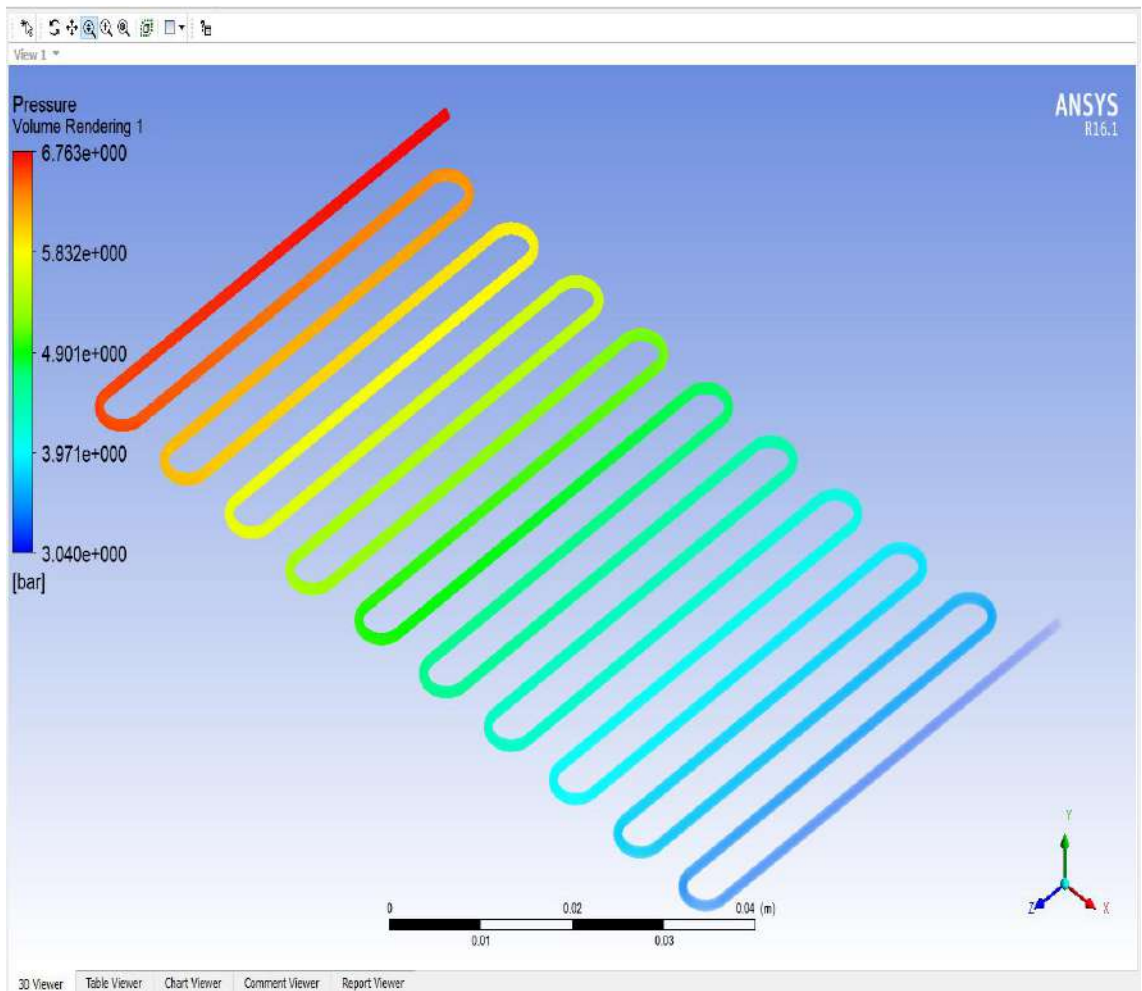 View 1
Pressure
Volume Rendering 1
6.763e+000
5.832e+000
4.901e+000
3.971e+000
3.040e+000
[bar]
ANSYS
R16.1
Y
Z
X
0
0.02
0.04 (m)
0.01
0.03
3D Viewer
Table Viewer
Chart Viewer
Comment Viewer
Report Viewer